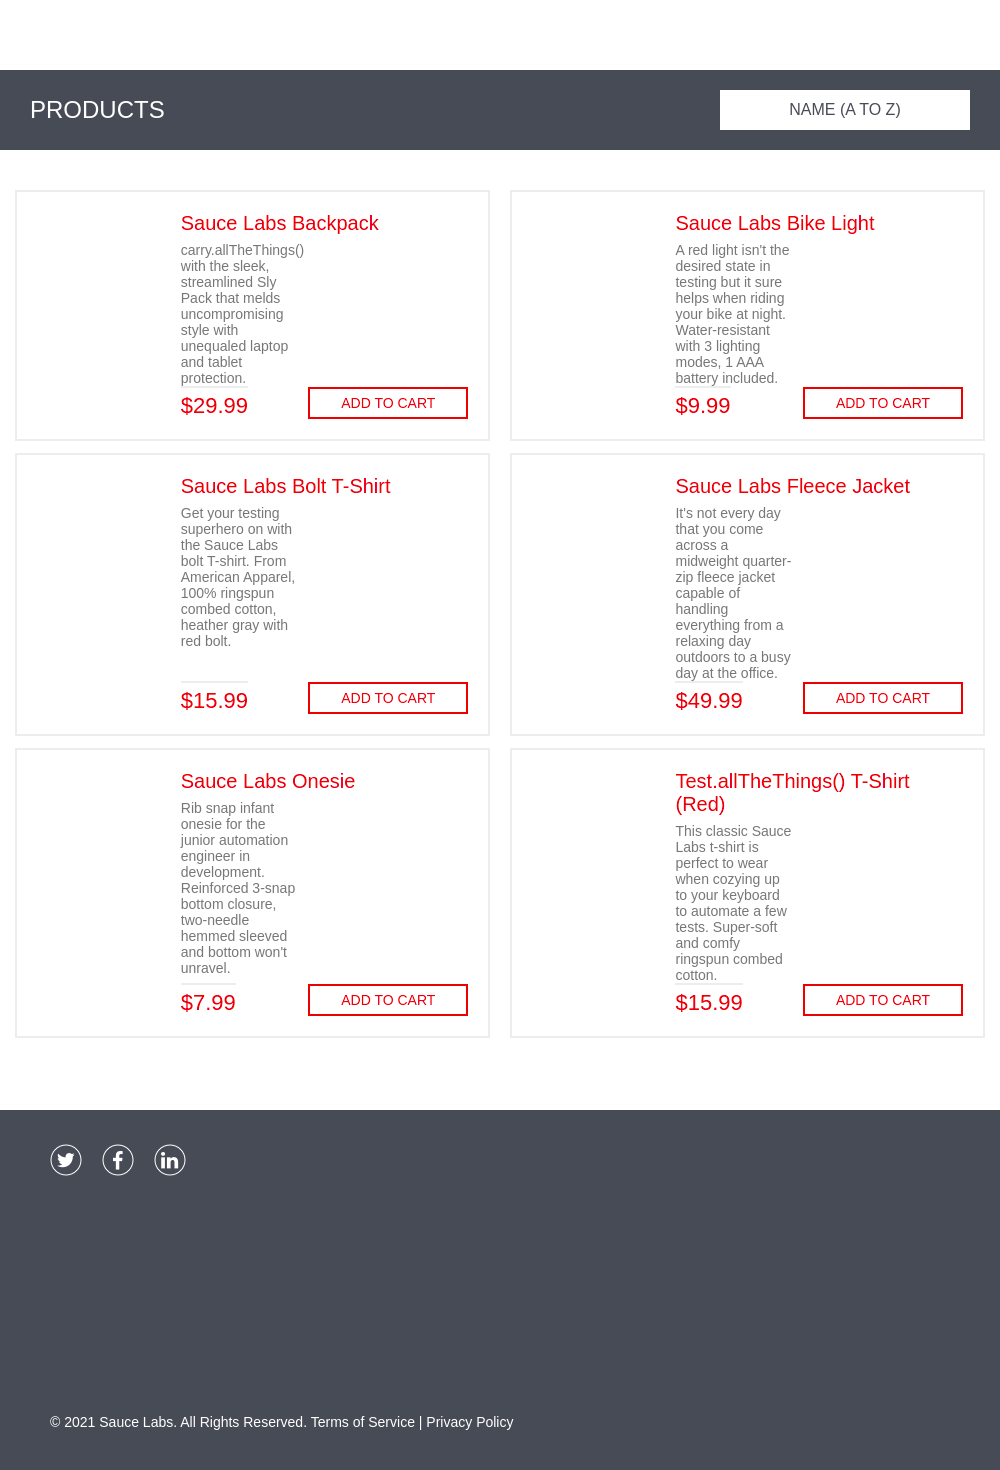 PRODUCTS
NAME (A TO Z)
Sauce Labs Backpack
carry.allTheThings()
with the sleek,
streamlined Sly
Pack that melds
uncompromising
style with
unequaled laptop
and tablet
protection.
$29.99
ADD TO CART
Sauce Labs Bike Light
A red light isn't the
desired state in
testing but it sure
helps when riding
your bike at night.
Water-resistant
with 3 lighting
modes, 1 AAA
battery included.
$9.99
ADD TO CART
Sauce Labs Bolt T-Shirt
Get your testing
superhero on with
the Sauce Labs
bolt T-shirt. From
American Apparel,
100% ringspun
combed cotton,
heather gray with
red bolt.
$15.99
ADD TO CART
Sauce Labs Fleece Jacket
It's not every day
that you come
across a
midweight quarter-
zip fleece jacket
capable of
handling
everything from a
relaxing day
outdoors to a busy
day at the office.
$49.99
ADD TO CART
Sauce Labs Onesie
Rib snap infant
onesie for the
junior automation
engineer in
development.
Reinforced 3-snap
bottom closure,
two-needle
hemmed sleeved
and bottom won't
unravel.
$7.99
ADD TO CART
Test.allTheThings() T-Shirt
(Red)
This classic Sauce
Labs t-shirt is
perfect to wear
when cozying up
to your keyboard
to automate a few
tests. Super-soft
and comfy
ringspun combed
cotton.
$15.99
ADD TO CART
© 2021 Sauce Labs. All Rights Reserved. Terms of Service | Privacy Policy